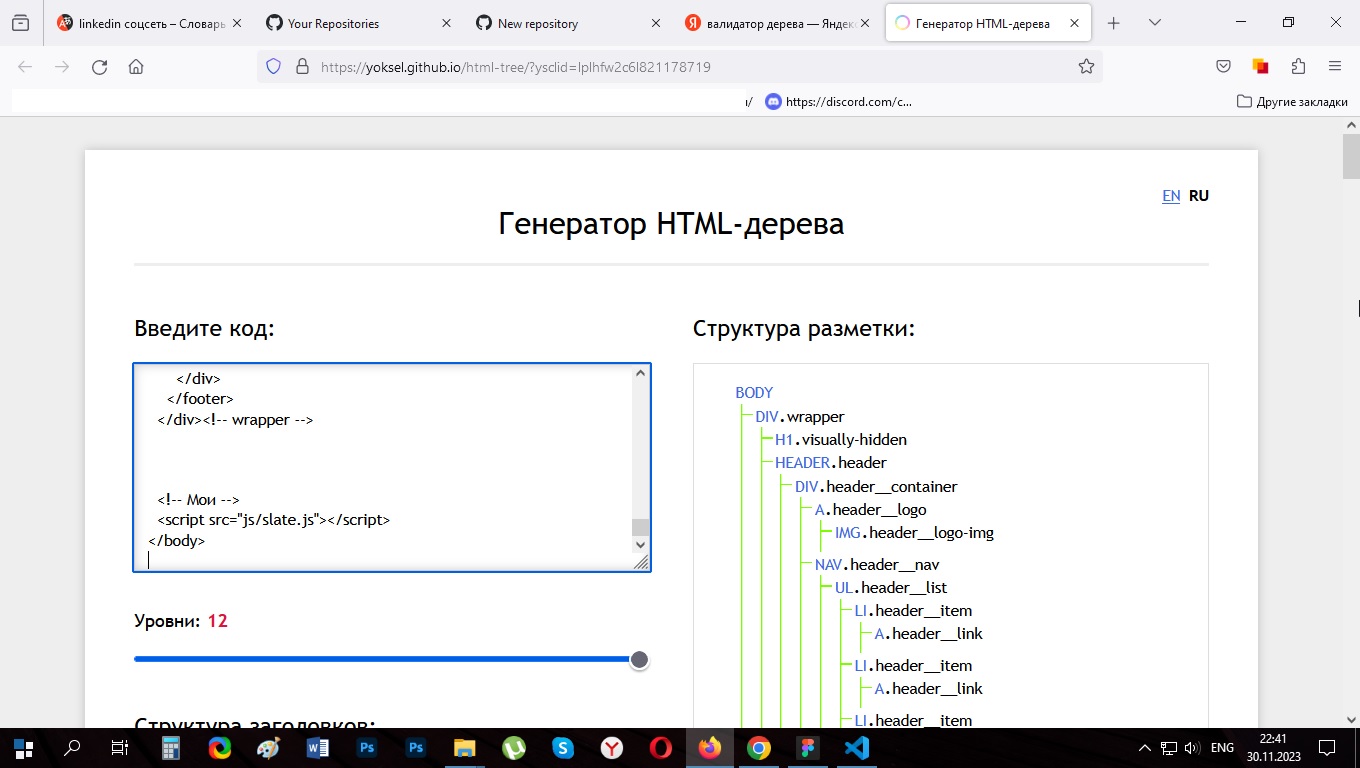 linkedin соцсеть – Словарь
Your Repositories
New repository
валидатор дерева — Яндекс
Генератор HTML-дерева
https://yoksel.github.io/html-tree/?ysclid=lplhfw2c6l821178719
/
https://discord.com/c...
Другие закладки
EN RU
Генератор HTML-дерева
Введите код:
</div>
</footer>
</div><!-- wrapper -->
<!-- Мои -->
<script src="js/slate.js"></script>
</body>
Уровни: 12
Структура заголовков:
Структура разметки:
BODY
DIV.wrapper
H1.visually-hidden
HEADER.header
DIV.header__container
A.header__logo
IMG.header__logo-img
NAV.header__nav
UL.header__list
LI.header__item
A.header__link
LI.header__item
A.header__link
LI.header__item
ENG
22:41
30.11.2023